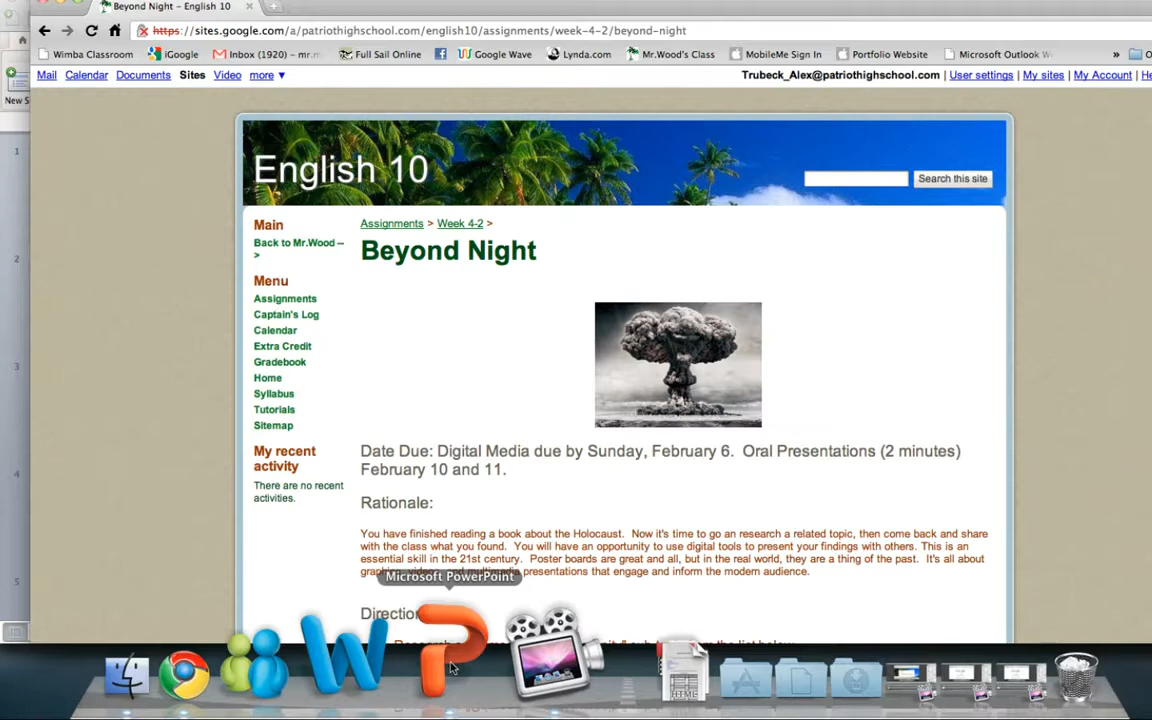 Beyond Night – English 10
https://sites.google.com/a/patriothighschool.com/english10/assignments/week-4-2/beyond-night
Wimba Classroom iGoogle Inbox (1920) – mr.m Full Sail Online Google Wave Lynda.com Mr.Wood's Class MobileMe Sign In Portfolio Website Microsoft Outlook W »
Mail Calendar Documents Sites Video more ▼ Trubeck_Alex@patriothighschool.com | User settings | My sites | My Account |
New S
English 10
Search this site
Main
Back to Mr.Wood –
>
Menu
Assignments
Captain's Log
Calendar
Extra Credit
Gradebook
Home
Syllabus
Tutorials
Sitemap
My recent
activity
There are no recent
activities.
Assignments > Week 4-2 >
Beyond Night
Date Due: Digital Media due by Sunday, February 6. Oral Presentations (2 minutes)
February 10 and 11.
Rationale:
You have finished reading a book about the Holocaust. Now it's time to go an research a related topic, then come back and share
with the class what you found. You will have an opportunity to use digital tools to present your findings with others. This is an
essential skill in the 21st century. Poster boards are great and all, but in the real world, they are a thing of the past. It's all about
presentations that engage and inform the modern audience.
Microsoft PowerPoint
Direction
1
2
3
4
5
HTML